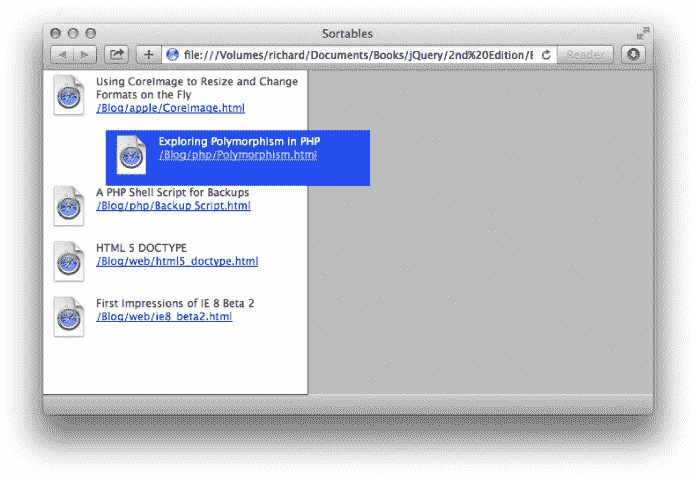 Sortables
file:///Volumes/richard/Documents/Books/jQuery/2nd%20Edition/E
Reader
Using CoreImage to Resize and Change
Formats on the Fly
/Blog/apple/CoreImage.html
Exploring Polymorphism in PHP
/Blog/php/Polymorphism.html
A PHP Shell Script for Backups
/Blog/php/Backup Script.html
HTML 5 DOCTYPE
/Blog/web/html5_doctype.html
First Impressions of IE 8 Beta 2
/Blog/web/ie8_beta2.html